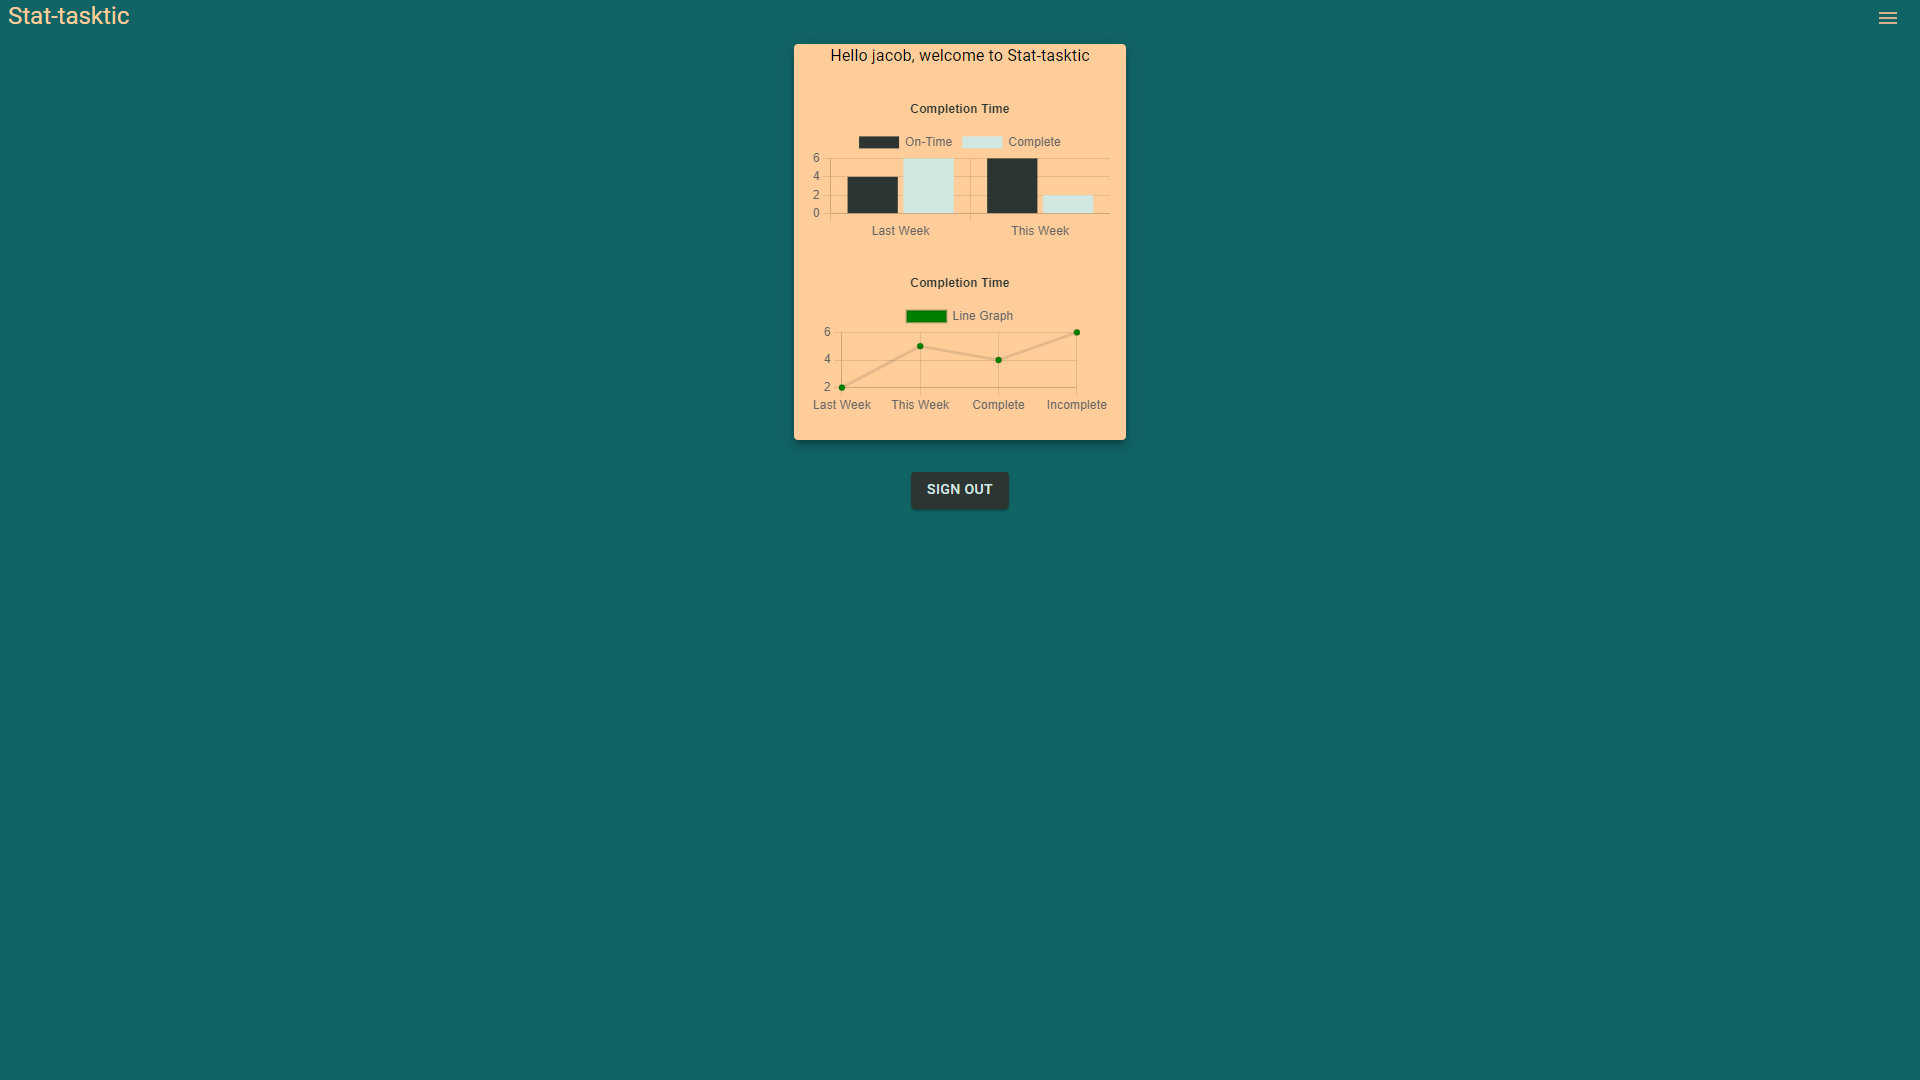 Stat-tasktic
Hello jacob, welcome to Stat-tasktic
Completion Time
On-Time Complete
6
4
2
0
Last Week This Week
Completion Time
Line Graph
6
4
2
Last Week This Week Complete Incomplete
SIGN OUT